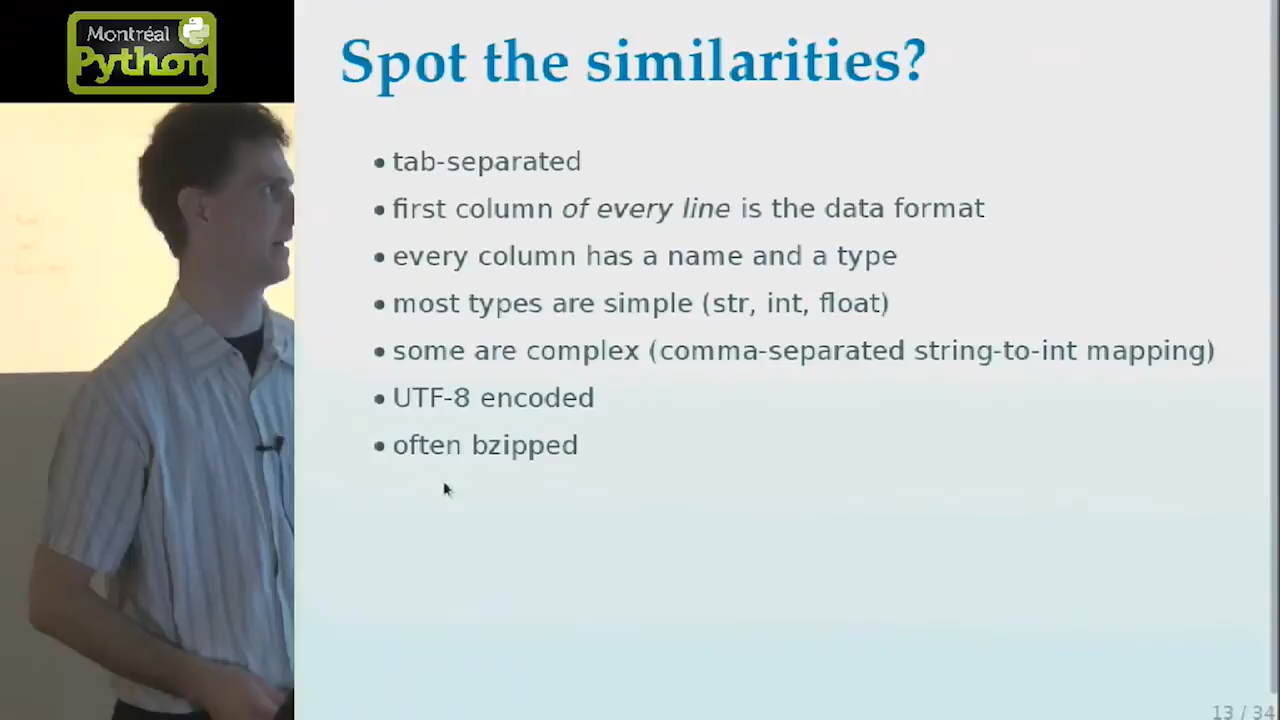 Montréal
Python
Spot the similarities?
• tab-separated
• first column of every line is the data format
• every column has a name and a type
• most types are simple (str, int, float)
• some are complex (comma-separated string-to-int mapping)
• UTF-8 encoded
• often bzipped
13 / 34